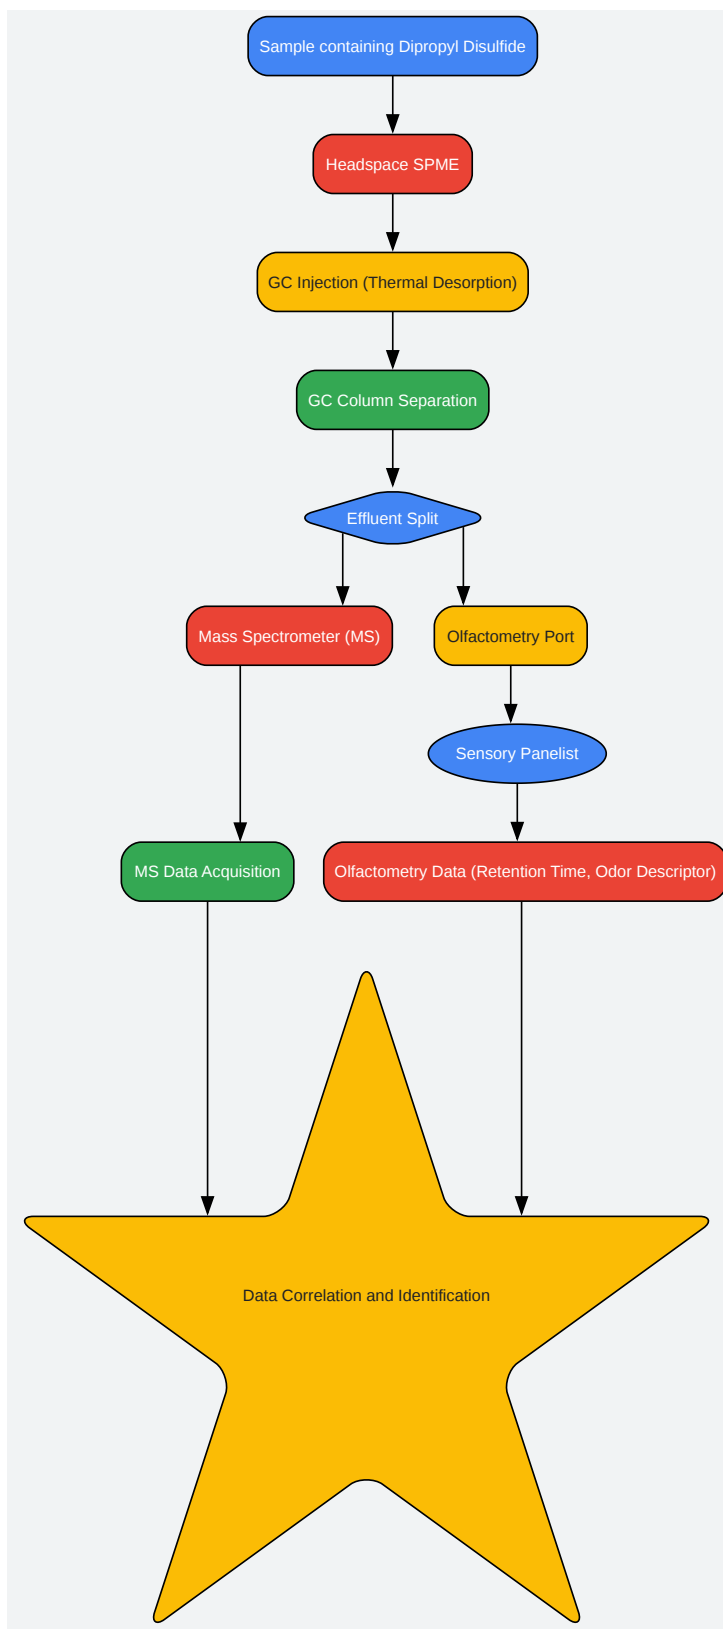 Sample containing Dipropyl Disulfide
Headspace SPME
GC Injection (Thermal Desorption)
GC Column Separation
Effluent Split
Mass Spectrometer (MS)
Olfactometry Port
Sensory Panelist
MS Data Acquisition
Olfactometry Data (Retention Time, Odor Descriptor)
Data Correlation and Identification